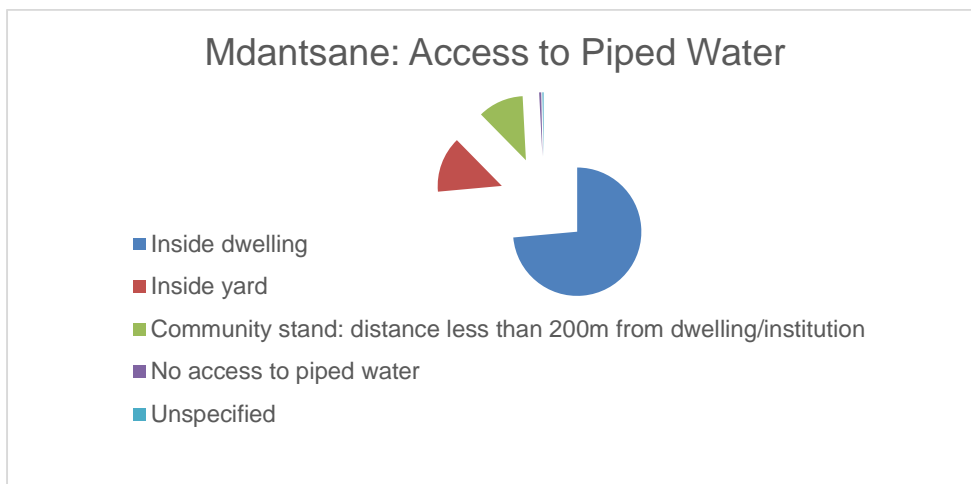 Mdantsane: Access to Piped Water
Inside dwelling
Inside yard
Community stand: distance less than 200m from dwelling/institution
No access to piped water
Unspecified